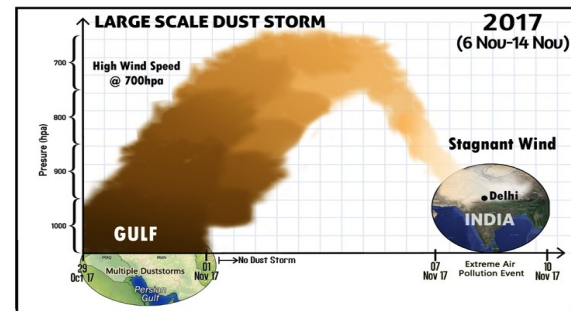 LARGE SCALE DUST STORM
2017
(6 Nov-14 Nov)
High Wind Speed
@ 700hpa
700
800
900
1000
Presure (hpa)
Stagnant Wind
Delhi
INDIA
GULF
IRAQ
IRAN
Multiple Duststorms
Persian
Gulf
29
Oct 17
01
Nov 17
No Dust Storm
07
Nov 17
Extreme Air
Pollution Event
10
Nov 17